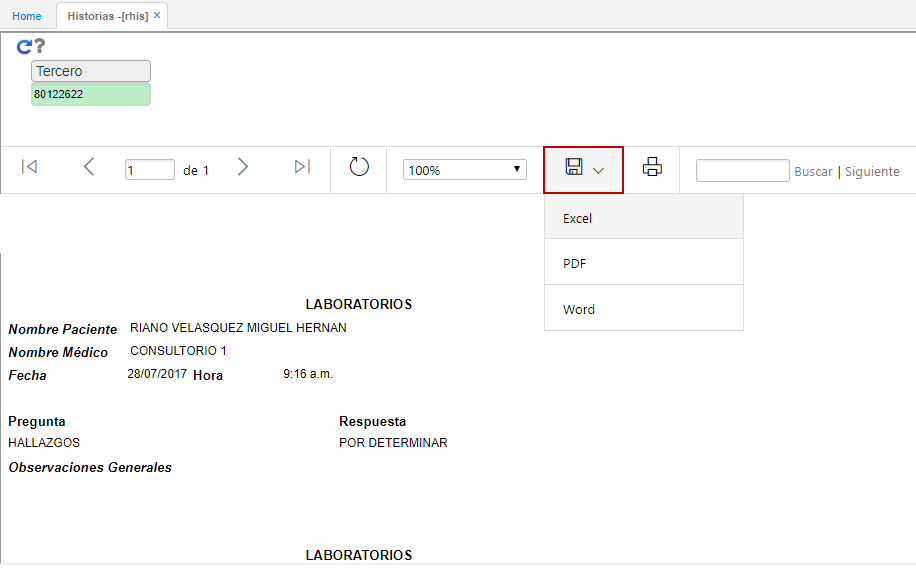 Home Historias -[rhis] ×
?
Tercero
80122622
1 de 1 100% Buscar | Siguiente
Excel
PDF
Word
LABORATORIOS
Nombre Paciente RIANO VELASQUEZ MIGUEL HERNAN
Nombre Médico CONSULTORIO 1
Fecha 28/07/2017 Hora 9:16 a.m.
Pregunta Respuesta
HALLAZGOS POR DETERMINAR
Observaciones Generales
LABORATORIOS